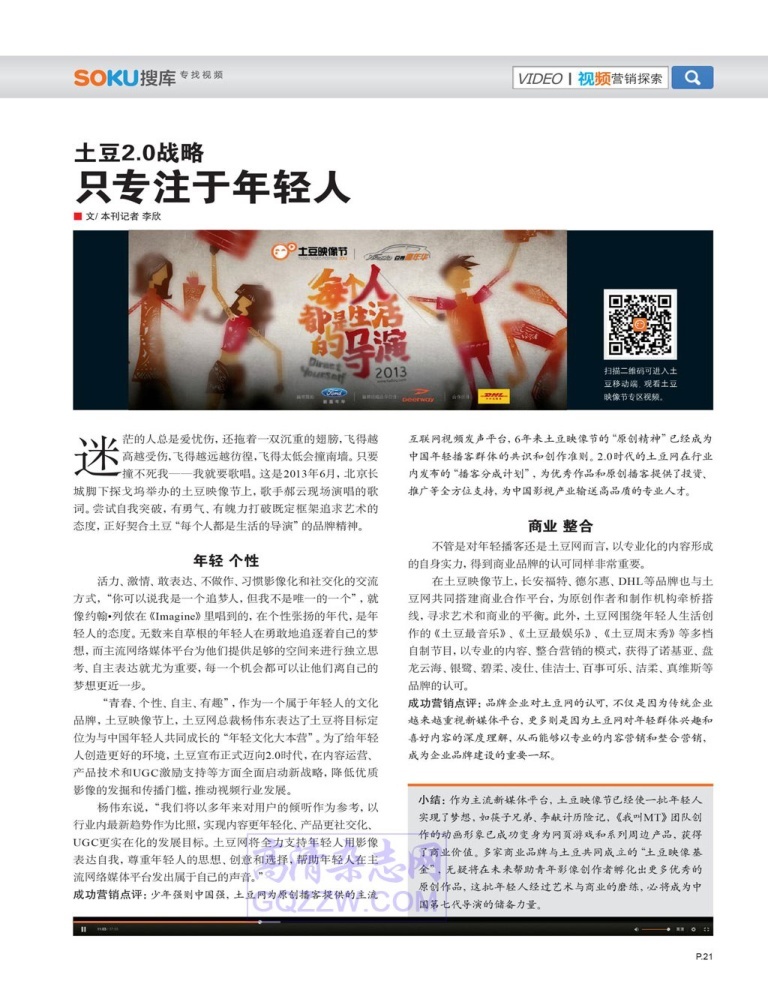 SOKU搜库 专找视频
VIDEO | 视频营销探索
土豆2.0战略
只专注于年轻人
■ 文/ 本刊记者 李欣
土豆映像节
每个人
都是生活
的导演
Direct
Yourself
2013
Ford
DEERFACO
DHL
扫描二维码可进入土
豆移动端，观看土豆
映像节专区视频。
迷茫的人总是爱忧伤，还拖着一双沉重的翅膀，飞得越
高越受伤，飞得越远越彷徨，飞得太低会撞南墙。只要
撞不死我——我就要歌唱。这是2013年6月，北京长
城脚下探戈坞举办的土豆映像节上，歌手郝云现场演唱的歌
词。尝试自我突破，有勇气、有魄力打破既定框架追求艺术的
态度，正好契合土豆“每个人都是生活的导演”的品牌精神。
年轻 个性
活力、激情、敢表达、不做作、习惯影像化和社交化的交流
方式，“你可以说我是一个追梦人，但我不是唯一的一个”，就
像约翰•列侬在《Imagine》里唱到的，在个性张扬的年代，是年
轻人的态度。无数来自草根的年轻人在勇敢地追逐着自己的梦
想，而主流网络媒体平台为他们提供足够的空间来进行独立思
考、自主表达就尤为重要，每一个机会都可以让他们离自己的
梦想更近一步。
“青春、个性、自主、有趣”，作为一个属于年轻人的文化
品牌，土豆映像节上，土豆网总裁杨伟东表达了土豆将目标定
位为与中国年轻人共同成长的“年轻文化大本营”。为了给年轻
人创造更好的环境，土豆宣布正式迈向2.0时代，在内容运营、
产品技术和UGC激励支持等方面全面启动新战略，降低优质
影像的发掘和传播门槛，推动视频行业发展。
杨伟东说，“我们将以多年来对用户的倾听作为参考，以
行业内最新趋势作为比照，实现内容更年轻化、产品更社交化、
UGC更实在化的发展目标。土豆网将全力支持年轻人用影像
表达自我，尊重年轻人的思想、创意和选择，帮助年轻人在主
流网络媒体平台发出属于自己的声音。”
成功营销点评：少年强则中国强，土豆网为原创播客提供的主流
互联网视频发声平台，6年来土豆映像节的“原创精神”已经成为
中国年轻播客群体的共识和创作准则。2.0时代的土豆网在行业
内发布的“播客分成计划”，为优秀作品和原创播客提供了投资、
推广等全方位支持，为中国影视产业输送高品质的专业人才。
商业 整合
不管是对年轻播客还是土豆网而言，以专业化的内容形成
的自身实力，得到商业品牌的认可同样非常重要。
在土豆映像节上，长安福特、德尔惠、DHL等品牌也与土
豆网共同搭建商业合作平台，为原创作者和制作机构牵桥搭
线，寻求艺术和商业的平衡。此外，土豆网围绕年轻人生活创
作的《土豆最音乐》、《土豆最娱乐》、《土豆周末秀》等多档
自制节目，以专业的内容、整合营销的模式，获得了诺基亚、盘
龙云海、银鹭、碧柔、凌仕、佳洁士、百事可乐、洁柔、真维斯等
品牌的认可。
成功营销点评：品牌企业对土豆网的认可，不仅是因为传统企业
越来越重视新媒体平台，更多则是因为土豆网对年轻群体兴趣和
喜好内容的深度理解，从而能够以专业的内容营销和整合营销，
成为企业品牌建设的重要一环。
小结：作为主流新媒体平台，土豆映像节已经使一批年轻人
实现了梦想，如筷子兄弟、李献计历险记，《我叫MT》团队创
作的动画形象已成功变身为网页游戏和系列周边产品，获得
了商业价值。多家商业品牌与土豆共同成立的“土豆映像基
金”，无疑将在未来帮助青年影像创作者孵化出更多优秀的
原创作品，这批年轻人经过艺术与商业的磨练，必将成为中
国第七代导演的储备力量。
高清杂志网
GQZZW.COM
P.21